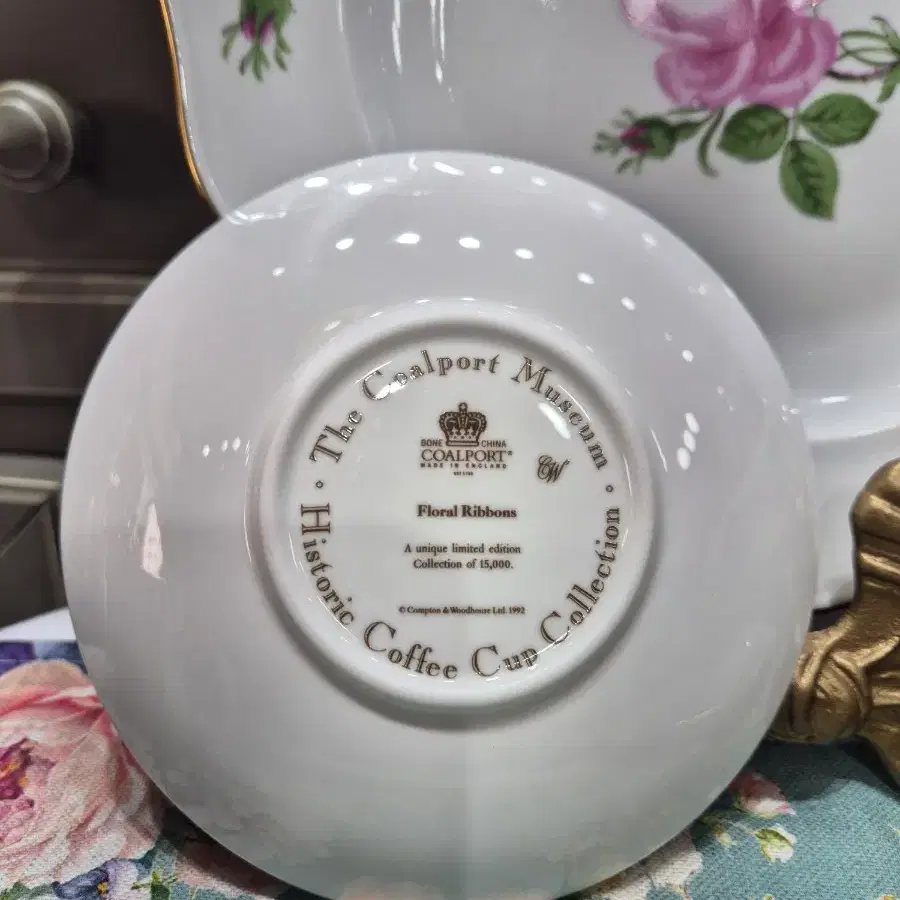 The Coalport Museum
BONE CHINA
COALPORT®
MADE IN ENGLAND
CW
Floral Ribbons
A unique limited edition
Collection of 15,000.
© Compton & Woodhouse Ltd. 1992
Historic Coffee Cup Collection